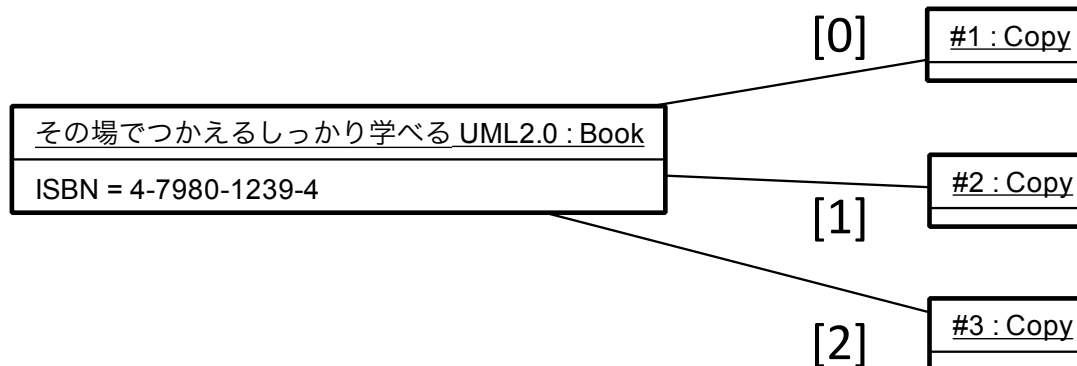 [0]
#1 : Copy
その場でつかえるしっかり学べる UML2.0 : Book
ISBN = 4-7980-1239-4
#2 : Copy
[1]
#3 : Copy
[2]